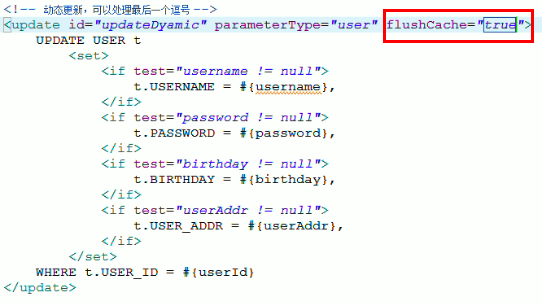 <!-- 动态更新，可以处理最后一个逗号 -->
<update id="updateDyamic" parameterType="user" flushCache="true">
UPDATE USER t
<set>
<if test="username != null">
t.USERNAME = #{username},
</if>
<if test="password != null">
t.PASSWORD = #{password},
</if>
<if test="birthday != null">
t.BIRTHDAY = #{birthday},
</if>
<if test="userAddr != null">
t.USER_ADDR = #{userAddr},
</if>
</set>
WHERE t.USER_ID = #{userId}
</update>